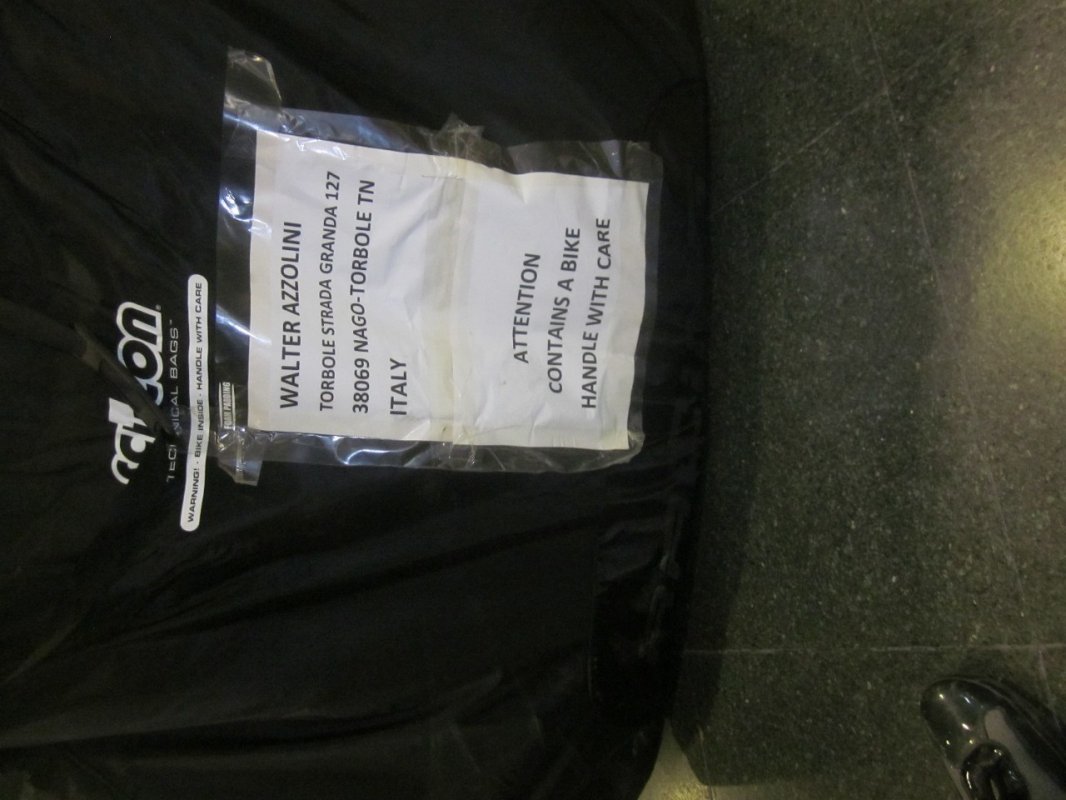 WALTER AZZOLINI
TORBOLE STRADA GRANDA 127
38069 NAGO-TORBOLE TN
ITALY
ATTENTION
CONTAINS A BIKE
HANDLE WITH CARE
BAGS
WARNING! - BIKE INSIDE - HANDLE WITH CARE